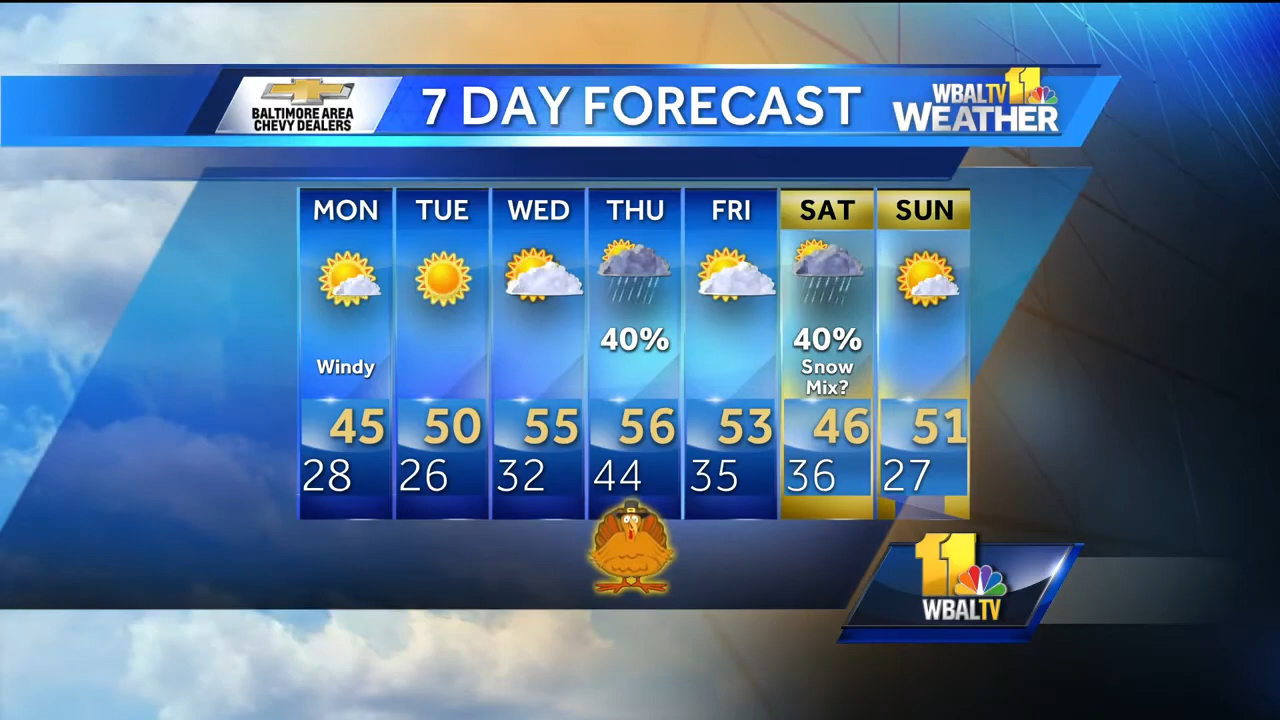 BALTIMORE AREA
CHEVY DEALERS
7 DAY FORECAST
WBALTV 11
WEATHER
MON TUE WED THU FRI SAT SUN
40% 40%
Windy Snow
Mix?
45 50 55 56 53 46 51
28 26 32 44 35 36 27
11
WBALTV